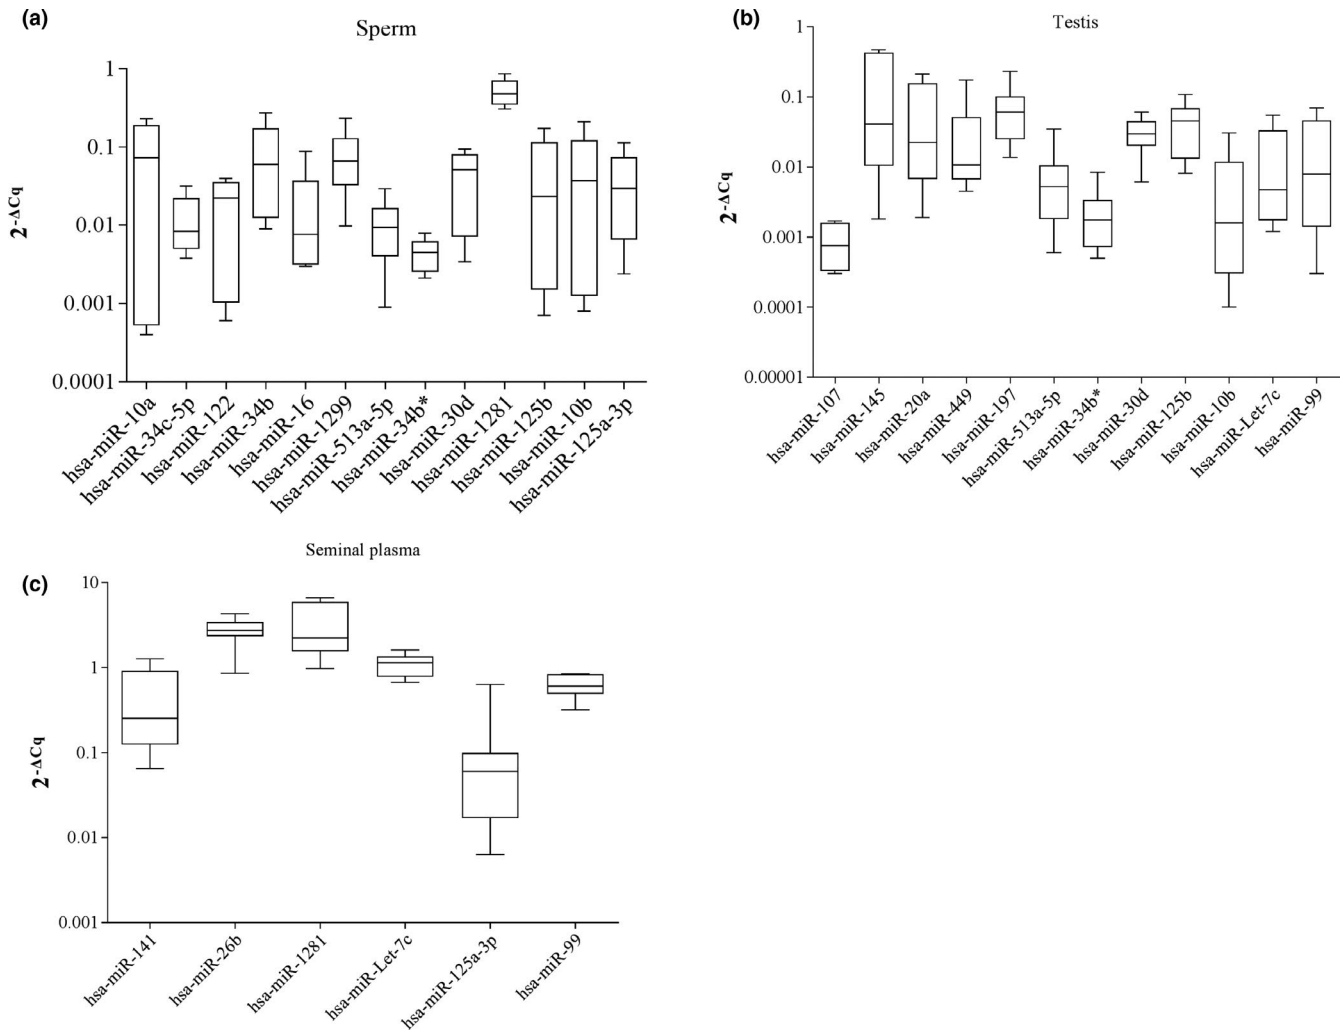 (a)
Sperm
2-ΔCq
1
0.1
0.01
0.001
0.0001
hsa-miR-10a
hsa-miR-34c-5p
hsa-miR-122
hsa-miR-34b
hsa-miR-16
hsa-miR-1299
hsa-miR-513a-5p
hsa-miR-34b*
hsa-miR-30d
hsa-miR-1281
hsa-miR-125b
hsa-miR-10b
hsa-miR-125a-3p
(b)
Testis
2-ΔCq
1
0.1
0.01
0.001
0.0001
0.00001
hsa-miR-107
hsa-miR-145
hsa-miR-20a
hsa-miR-449
hsa-miR-197
hsa-miR-513a-5p
hsa-miR-34b*
hsa-miR-30d
hsa-miR-125b
hsa-miR-10b
hsa-miR-Let-7c
hsa-miR-99
(c)
Seminal plasma
2-ΔCq
10
1
0.1
0.01
0.001
hsa-miR-141
hsa-miR-26b
hsa-miR-1281
hsa-miR-Let-7c
hsa-miR-125a-3p
hsa-miR-99